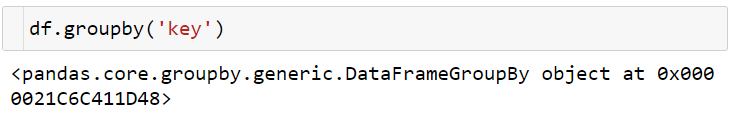 df.groupby('key')
<pandas.core.groupby.generic.DataFrameGroupBy object at 0x000
0021C6C411D48>